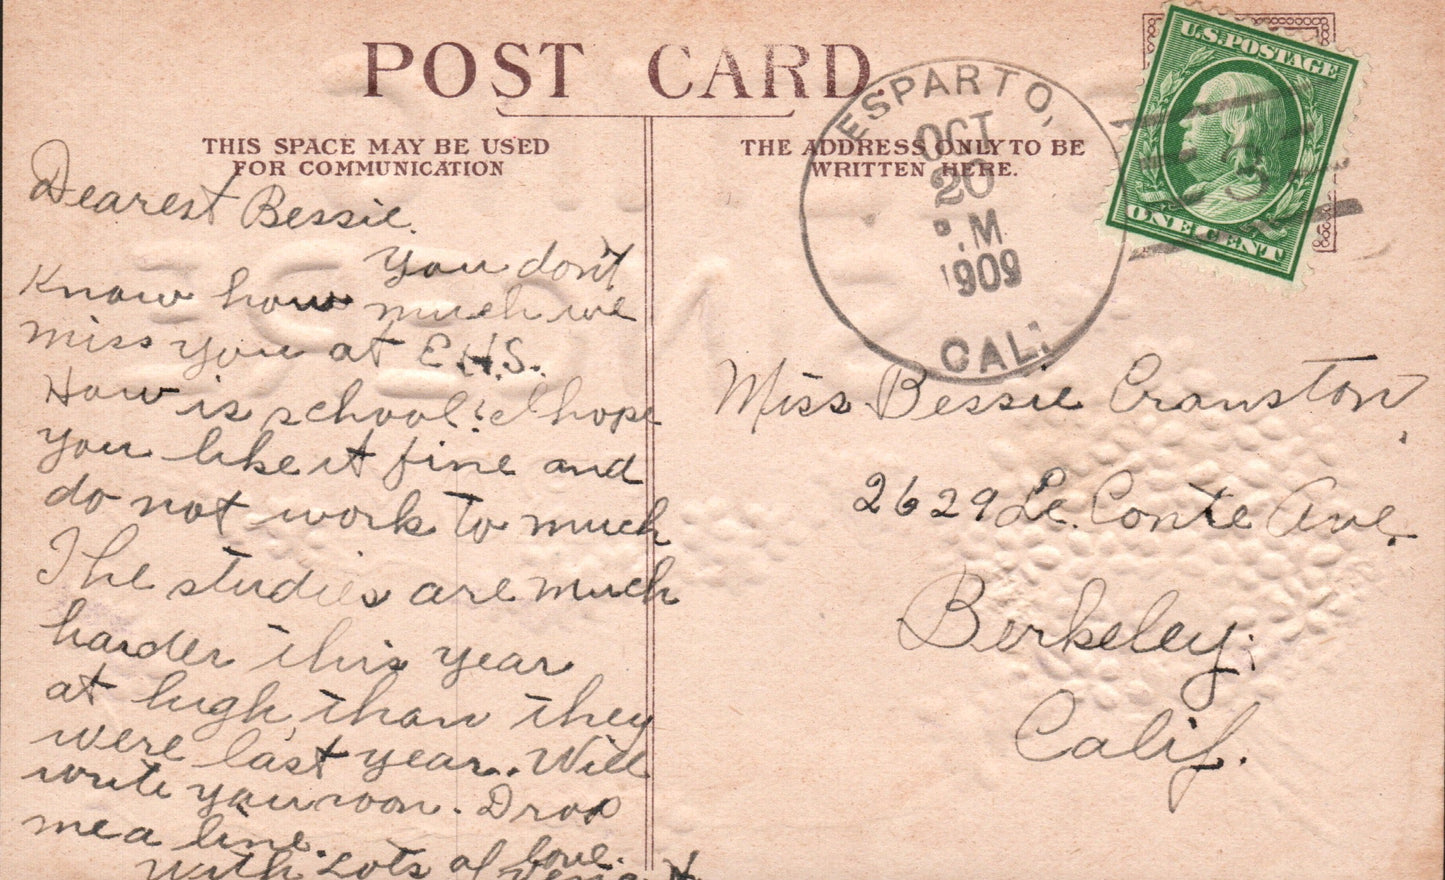 POST CARD.
THIS SPACE MAY BE USED
FOR COMMUNICATION
THE ADDRESS ONLY TO BE
WRITTEN HERE.
ESPARTO,
OCT
20
P.M
1909
CAL.
U.S. POSTAGE
ONE CENT
3
Dearest Bessie.
You don't
Know how much we
miss you at E.H.S.
How is school? I hope
you like it fine and
do not work to much
The studies are much
harder this year
at high, than they
were last year. Will
write you soon. Drop
me a line.
With Lots of love.
Miss Bessie Cranston,
2629 Le. Conte Ave.
Berkeley,
Calif.